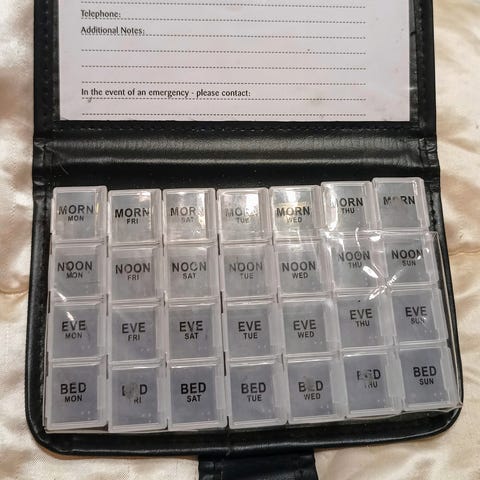 Telephone:
Additional Notes:
In the event of an emergency - please contact:
MORN MORN MORN MORN MORN MORN MORN
MON FRI SAT TUE WED THU
NOON NOON NOON NOON NOON NOON NOON
MON FRI SAT TUE WED THU SUN
EVE EVE EVE EVE EVE EVE EVE
MON FRI SAT TUE WED THU SUN
BED BED BED BED BED BED
MON SAT TUE WED THU SUN